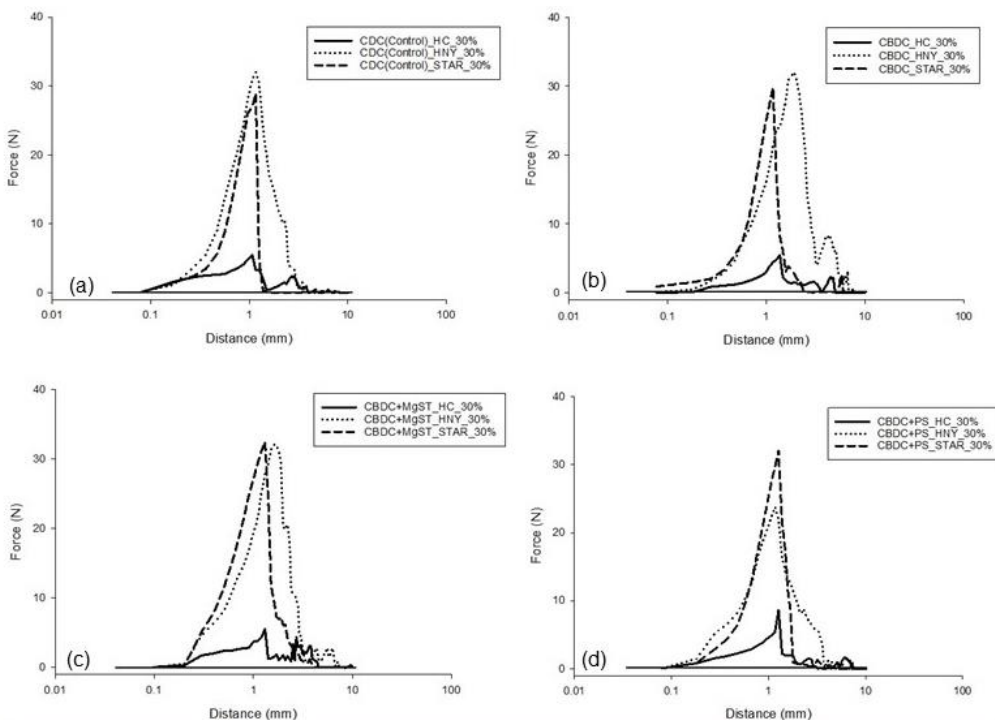 40
30
20
10
0
Force (N)
CDC(Control)_HC_30%
CDC(Control)_HNY_30%
CDC(Control)_STAR_30%
(a)
0.01 0.1 1 10 100
Distance (mm)
40
30
20
10
0
Force (N)
CBDC_HC_30%
CBDC_HNY_30%
CBDC_STAR_30%
(b)
0.01 0.1 1 10 100
Distance (mm)
40
30
20
10
0
Force (N)
CBDC+MgST_HC_30%
CBDC+MgST_HNY_30%
CBDC+MgST_STAR_30%
(c)
0.01 0.1 1 10 100
Distance (mm)
40
30
20
10
0
Force (N)
CBDC+PS_HC_30%
CBDC+PS_HNY_30%
CBDC+PS_STAR_30%
(d)
0.01 0.1 1 10 100
Distance (mm)